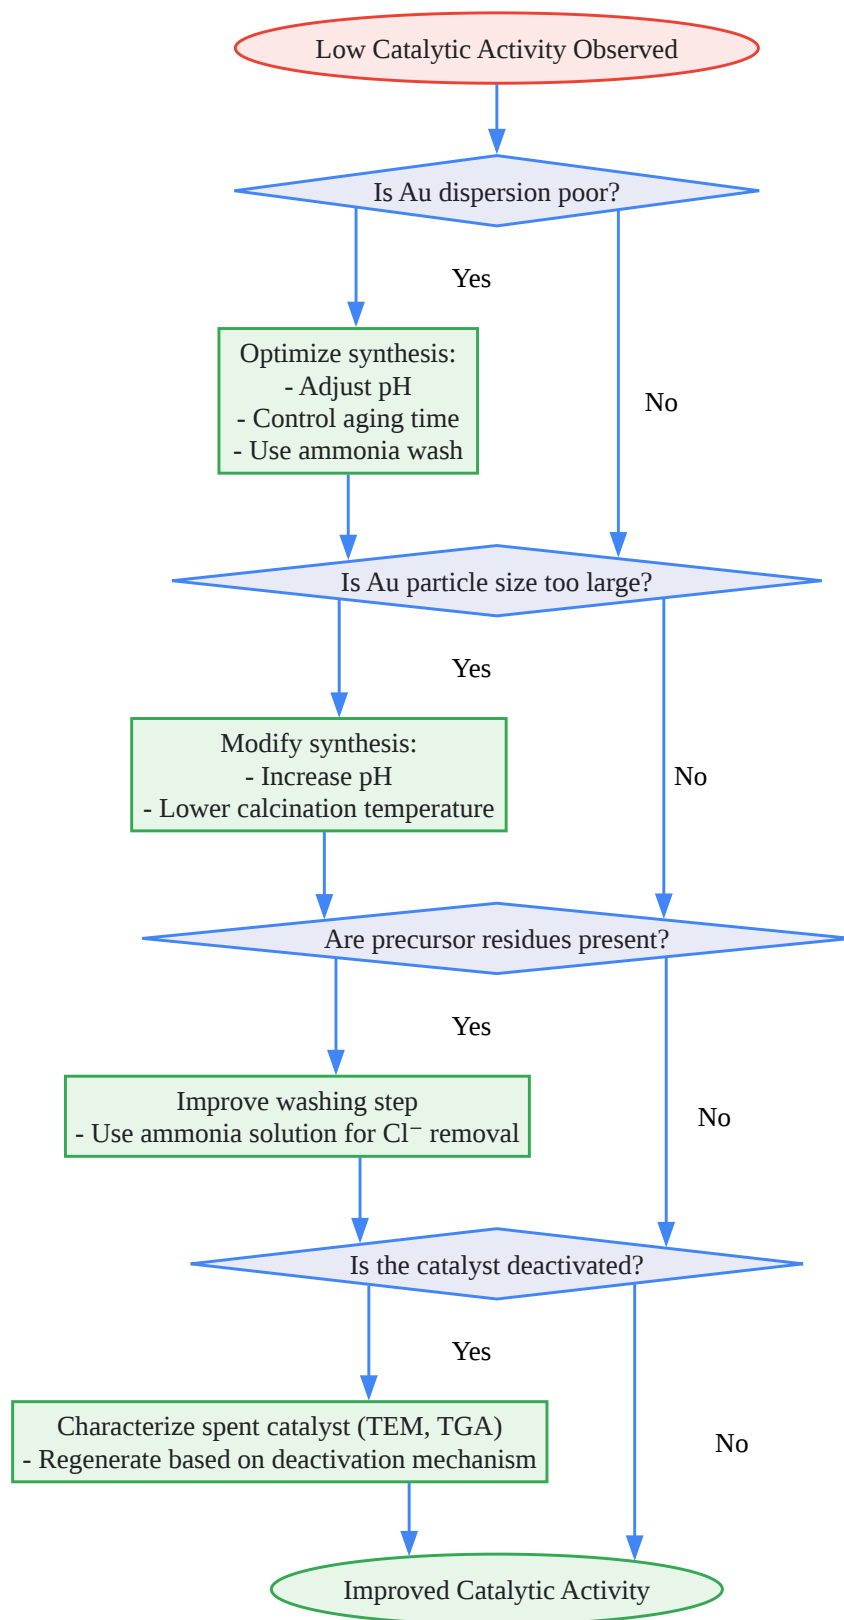 Low Catalytic Activity Observed
Is Au dispersion poor?
Yes
Optimize synthesis:
- Adjust pH
- Control aging time
- Use ammonia wash
No
Is Au particle size too large?
Yes
Modify synthesis:
- Increase pH
- Lower calcination temperature
No
Are precursor residues present?
Yes
Improve washing step
- Use ammonia solution for Cl⁻ removal
No
Is the catalyst deactivated?
Yes
Characterize spent catalyst (TEM, TGA)
- Regenerate based on deactivation mechanism
No
Improved Catalytic Activity